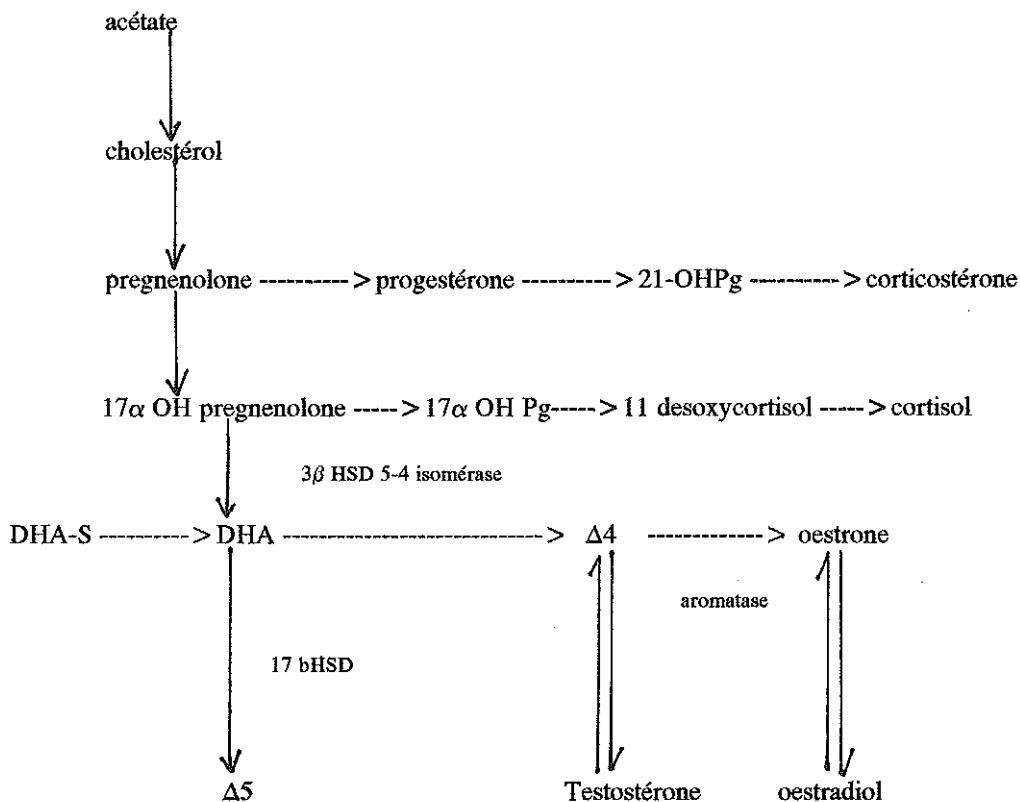 acétate
cholestérol
pregnenolone ----------> progestérone ----------> 21-OHPg --------> corticostérone
17α OH pregnenolone -----> 17α OH Pg-----> 11 desoxycortisol -----> cortisol
3β HSD 5-4 isomérase
DHA-S ---------> DHA ------------------------> Δ4 ------------> oestrone
aromatase
17 bHSD
Δ5 Testostérone oestradiol